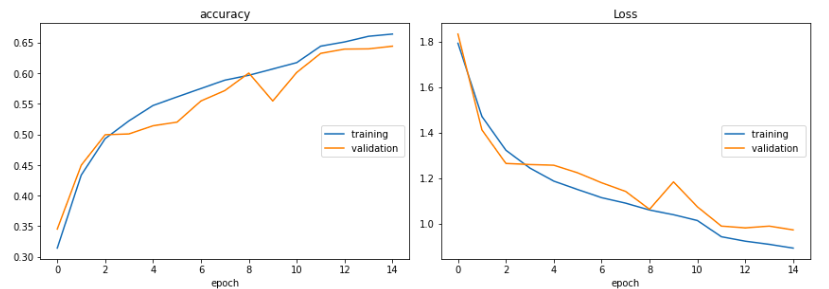 accuracy
0.65
0.60
0.55
0.50
0.45
0.40
0.35
0.30
training
validation
0 2 4 6 8 10 12 14
epoch
Loss
1.8
1.6
1.4
1.2
1.0
training
validation
0 2 4 6 8 10 12 14
epoch